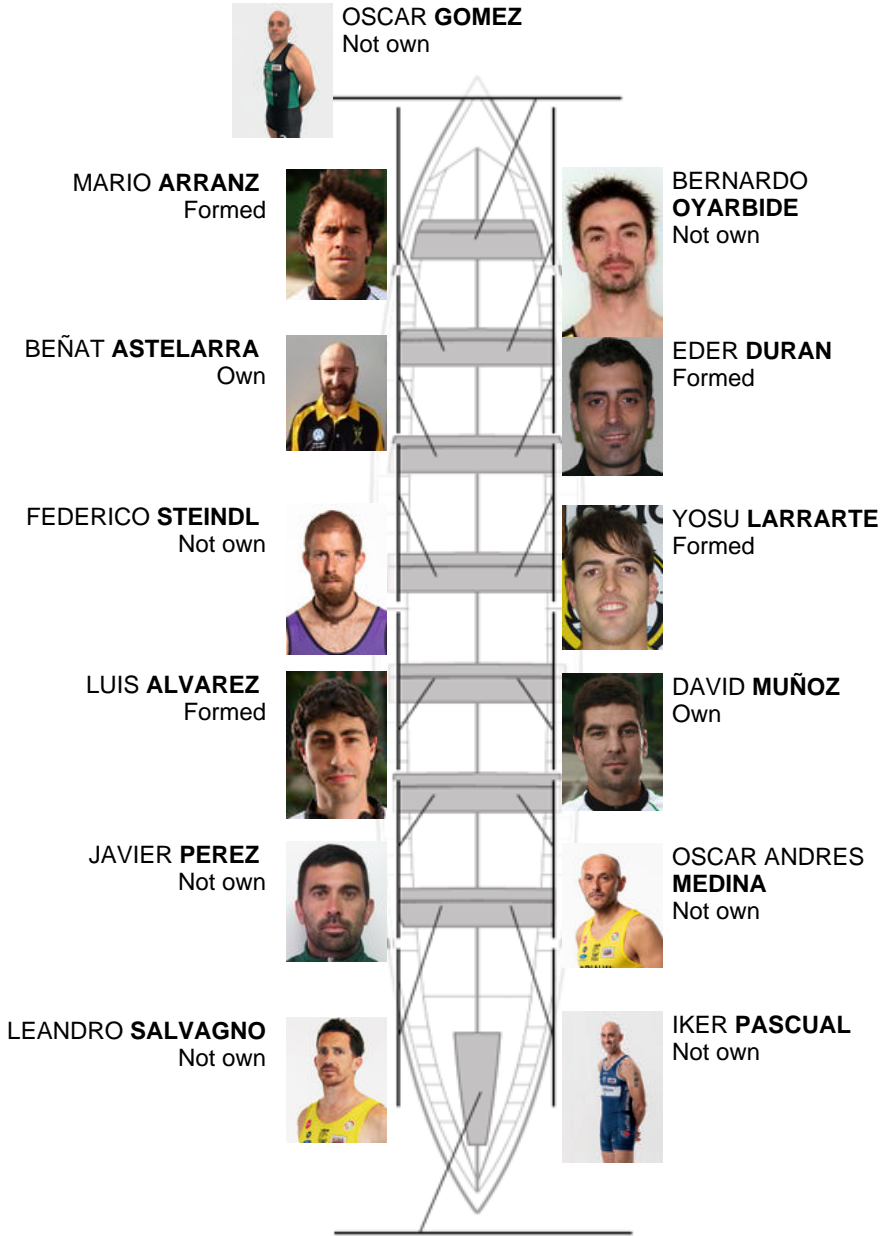 OSCAR GOMEZ
Not own
MARIO ARRANZ
Formed
BERNARDO
OYARBIDE
Not own
BEÑAT ASTELARRA
Own
EDER DURAN
Formed
FEDERICO STEINDL
Not own
YOSU LARRARTE
Formed
LUIS ALVAREZ
Formed
DAVID MUÑOZ
Own
JAVIER PEREZ
Not own
OSCAR ANDRES
MEDINA
Not own
LEANDRO SALVAGNO
Not own
IKER PASCUAL
Not own